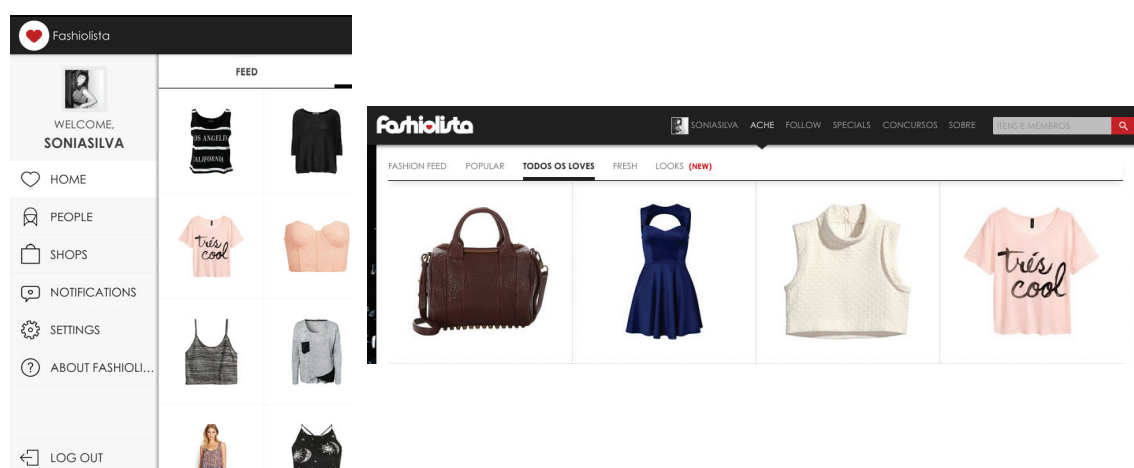 Fashiolista
WELCOME,
SONIASILVA
HOME
PEOPLE
SHOPS
NOTIFICATIONS
SETTINGS
ABOUT FASHIOLI...
LOG OUT
FEED
LOS ANGELES
CALIFORNIA
très
cool
Fashiolista
SONIASILVA ACHE FOLLOW SPECIALS CONCURSOS SOBRE ITENS E MEMBROS
FASHION FEED POPULAR TODOS OS LOVES FRESH LOOKS (NEW)
trés
cool